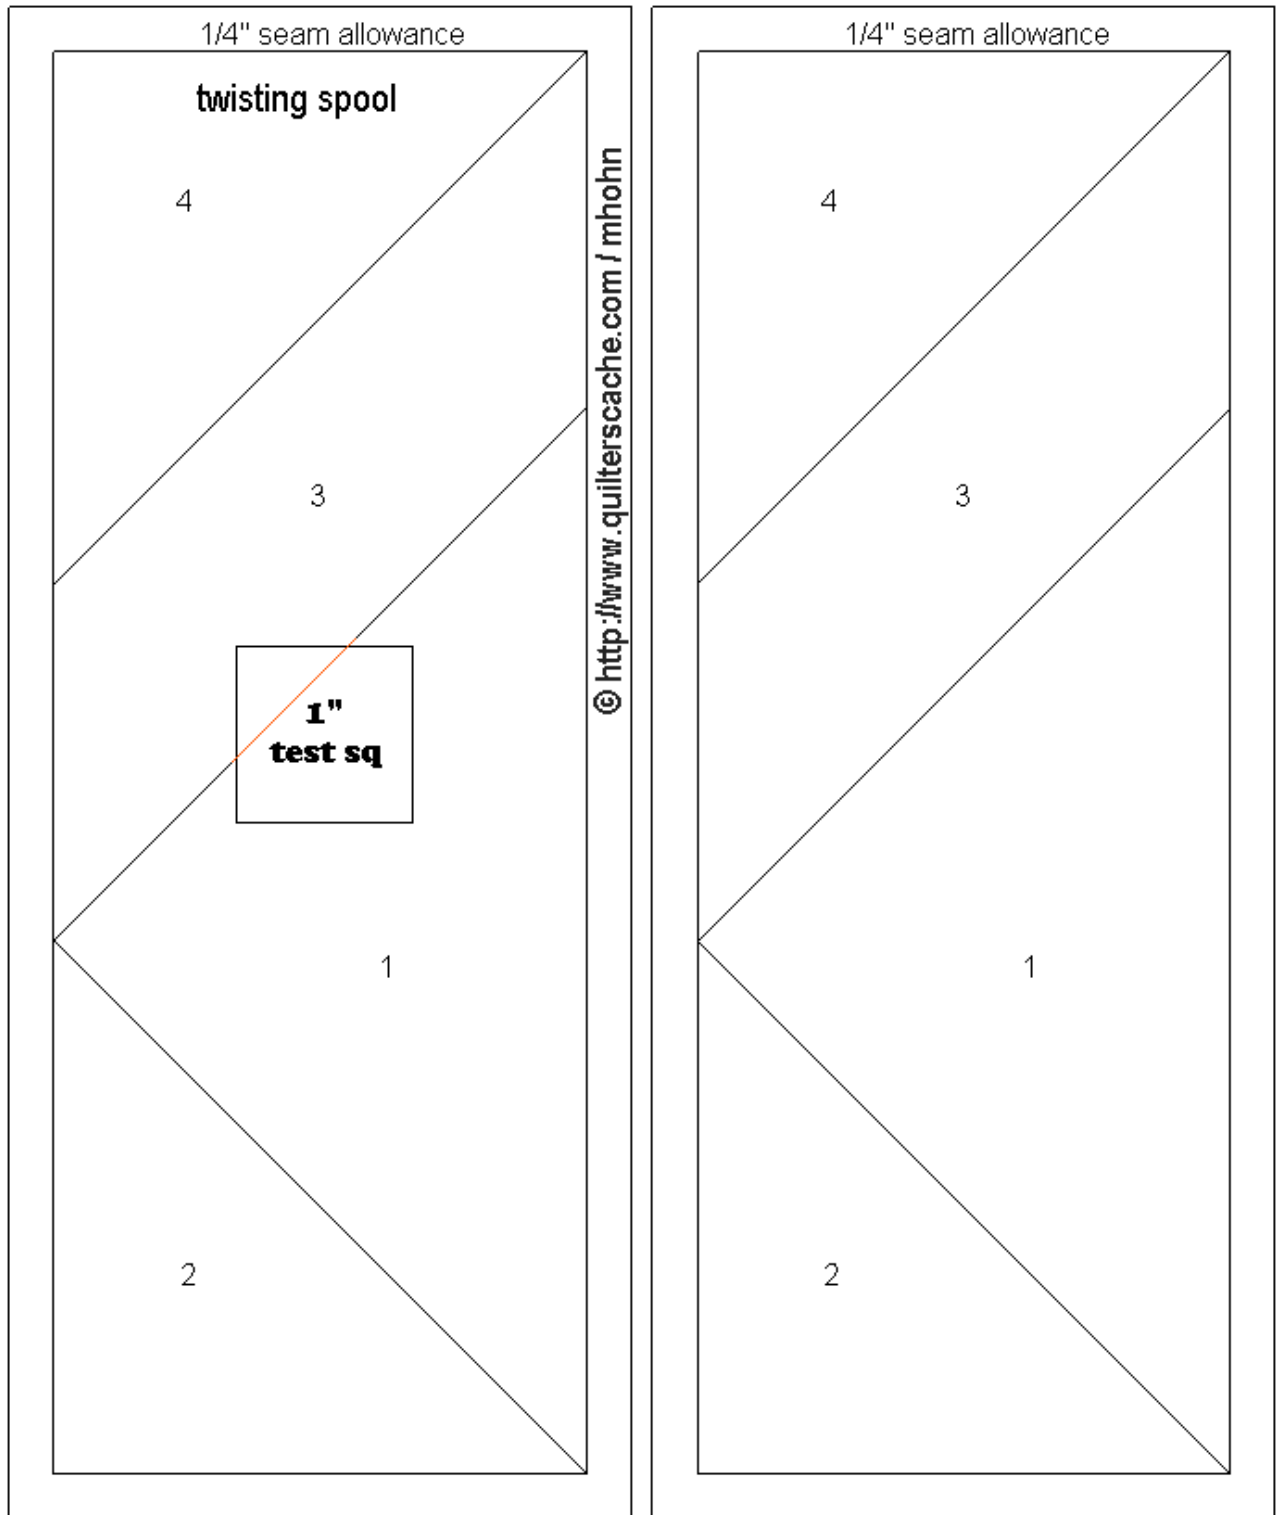 1/4" seam allowance
twisting spool
4
3
1"
test sq
1
2
© http://www.quilterscache.com / mhohn
1/4" seam allowance
4
3
1
2